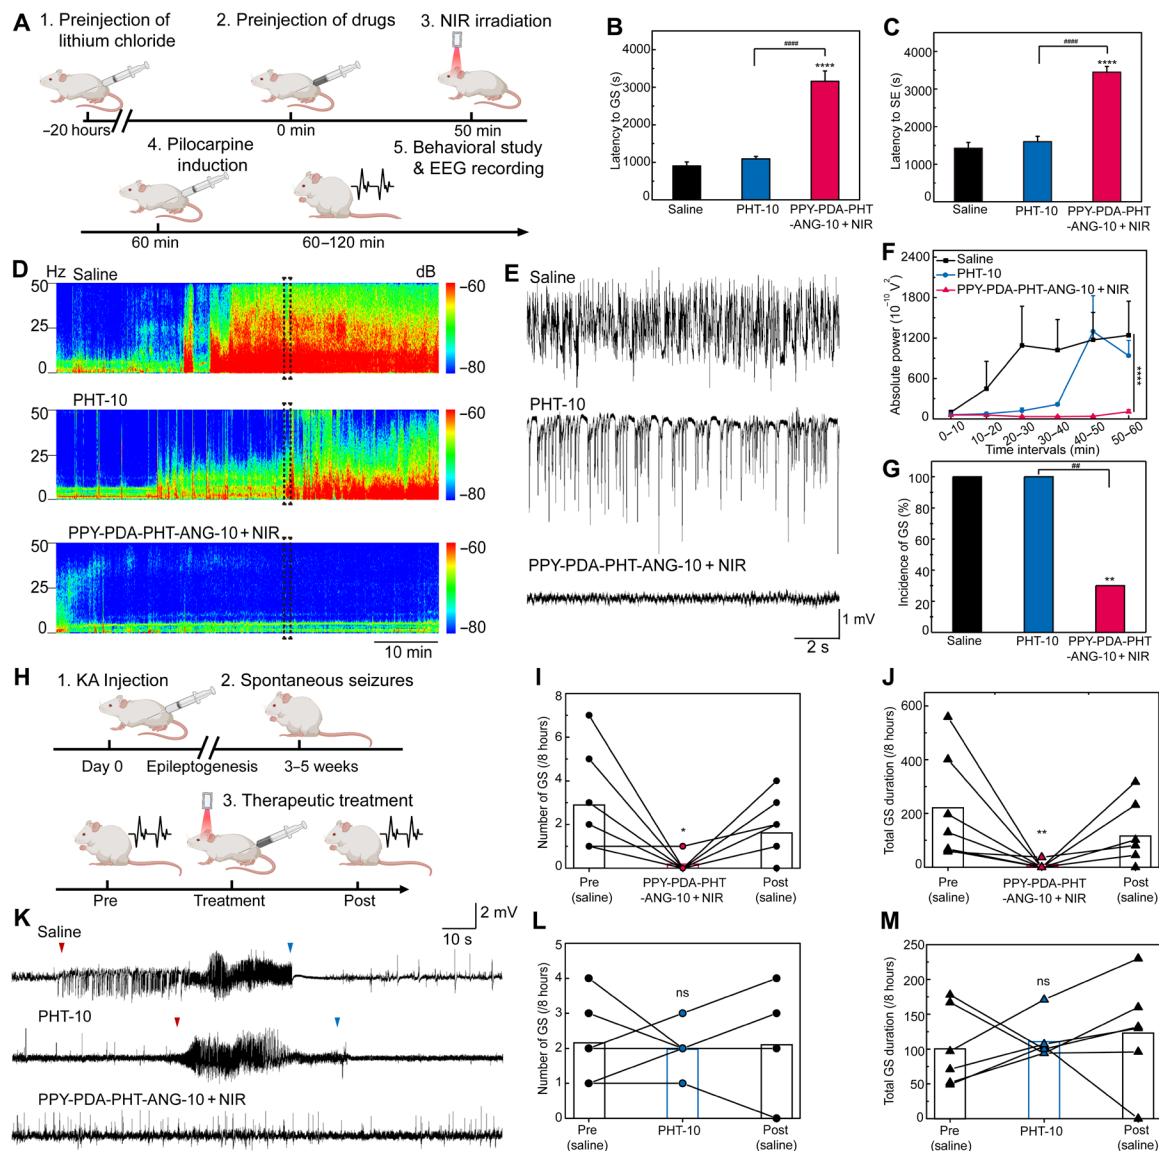 A
1. Preinjection of
lithium chloride
2. Preinjection of drugs
3. NIR irradiation
−20 hours
0 min
50 min
4. Pilocarpine
induction
5. Behavioral study
& EEG recording
60 min
60–120 min
B
Latency to GS (s)
4000
3000
2000
1000
0
####
****
Saline
PHT-10
PPY-PDA-PHT
-ANG-10 + NIR
C
Latency to SE (s)
4000
3000
2000
1000
0
####
****
Saline
PHT-10
PPY-PDA-PHT
-ANG-10 + NIR
D
Hz
Saline
dB
50
25
0
−60
−80
PHT-10
50
25
0
−60
−80
PPY-PDA-PHT-ANG-10 + NIR
50
25
0
−60
−80
10 min
E
Saline
PHT-10
PPY-PDA-PHT-ANG-10 + NIR
1 mV
2 s
F
Saline
PHT-10
PPY-PDA-PHT-ANG-10 + NIR
Absolute power (10⁻¹⁰ V²)
1800
1200
600
0
****
0–10
10–20
20–30
30–40
40–50
50–60
Time intervals (min)
G
Incidence of GS (%)
100
80
60
40
20
0
##
**
Saline
PHT-10
PPY-PDA-PHT
-ANG-10 + NIR
H
1. KA Injection
2. Spontaneous seizures
Day 0
Epileptogenesis
3–5 weeks
3. Therapeutic treatment
Pre
Treatment
Post
I
Number of GS (/8 hours)
8
6
4
2
0
*
Pre
(saline)
PPY-PDA-PHT
-ANG-10 + NIR
Post
(saline)
J
Total GS duration (/8 hours)
600
400
200
0
**
Pre
(saline)
PPY-PDA-PHT
-ANG-10 + NIR
Post
(saline)
K
2 mV
10 s
Saline
PHT-10
PPY-PDA-PHT-ANG-10 + NIR
L
Number of GS (/8 hours)
5
4
3
2
1
0
ns
Pre
(saline)
PHT-10
Post
(saline)
M
Total GS duration (/8 hours)
250
200
150
100
50
0
ns
Pre
(saline)
PHT-10
Post
(saline)